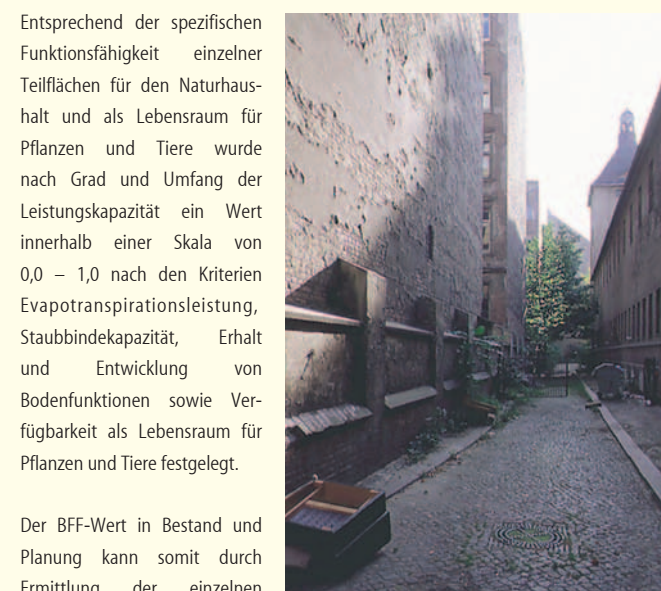 Entsprechend der spezifischen
Funktionsfähigkeit einzelner
Teilflächen für den Naturhaus-
halt und als Lebensraum für
Pflanzen und Tiere wurde
nach Grad und Umfang der
Leistungskapazität ein Wert
innerhalb einer Skala von
0,0 – 1,0 nach den Kriterien
Evapotranspirationsleistung,
Staubbindekapazität, Erhalt
und Entwicklung von
Bodenfunktionen sowie Ver-
fügbarkeit als Lebensraum für
Pflanzen und Tiere festgelegt.
Der BFF-Wert in Bestand und
Planung kann somit durch
Ermittlung der einzelnen